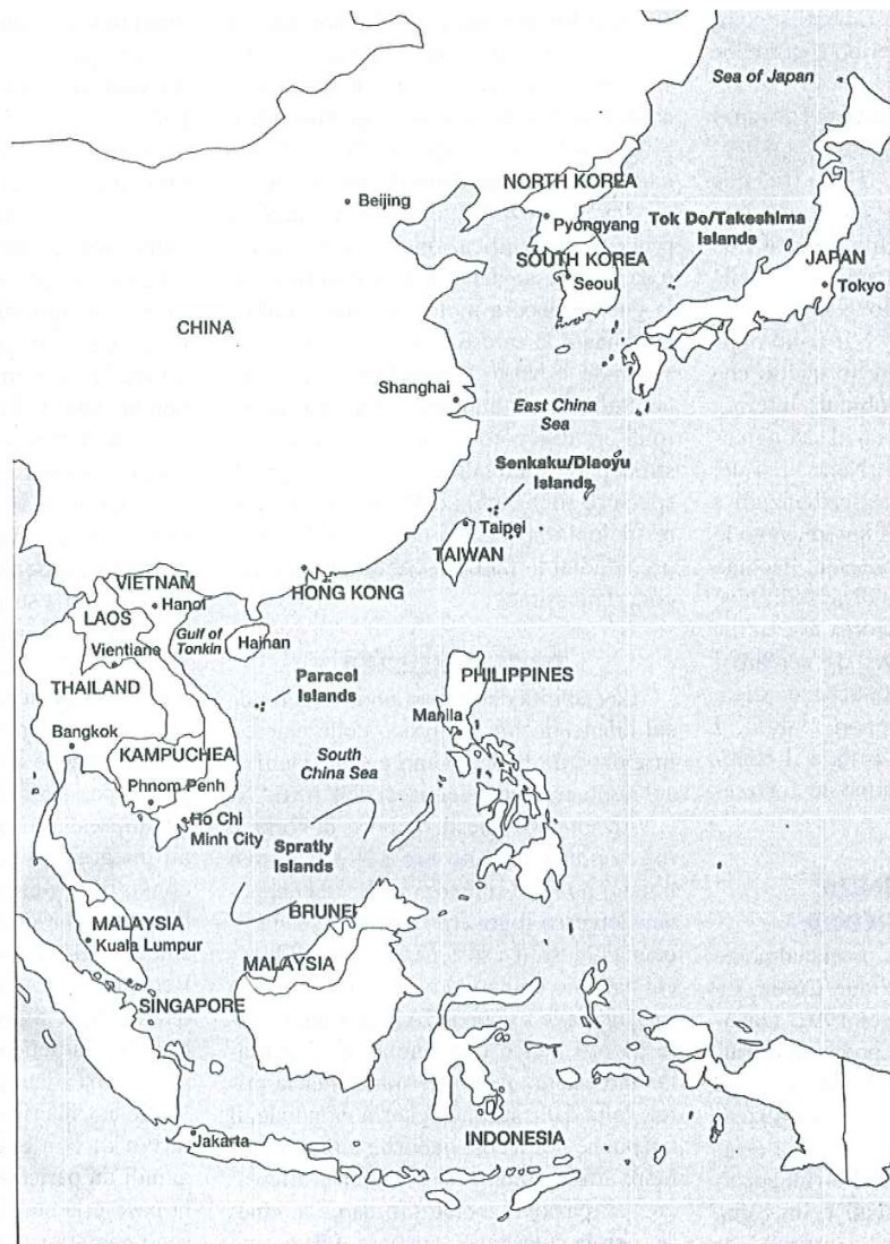 Sea of Japan
NORTH KOREA
Beijing
Pyongyang
Tok Do/Takeshima
Islands
SOUTH KOREA
JAPAN
Seoul
Tokyo
CHINA
Shanghai
East China
Sea
Senkaku/Diaoyu
Islands
Taipei
TAIWAN
VIETNAM
HONG KONG
Hanoi
LAOS
Gulf of
Tonkin
Hainan
Vientiane
Paracel
Islands
PHILIPPINES
THAILAND
Manila
Bangkok
KAMPUCHEA
South
China Sea
Phnom Penh
Ho Chi
Minh City
Spratly
Islands
BRUNEI
MALAYSIA
Kuala Lumpur
MALAYSIA
SINGAPORE
Jakarta
INDONESIA